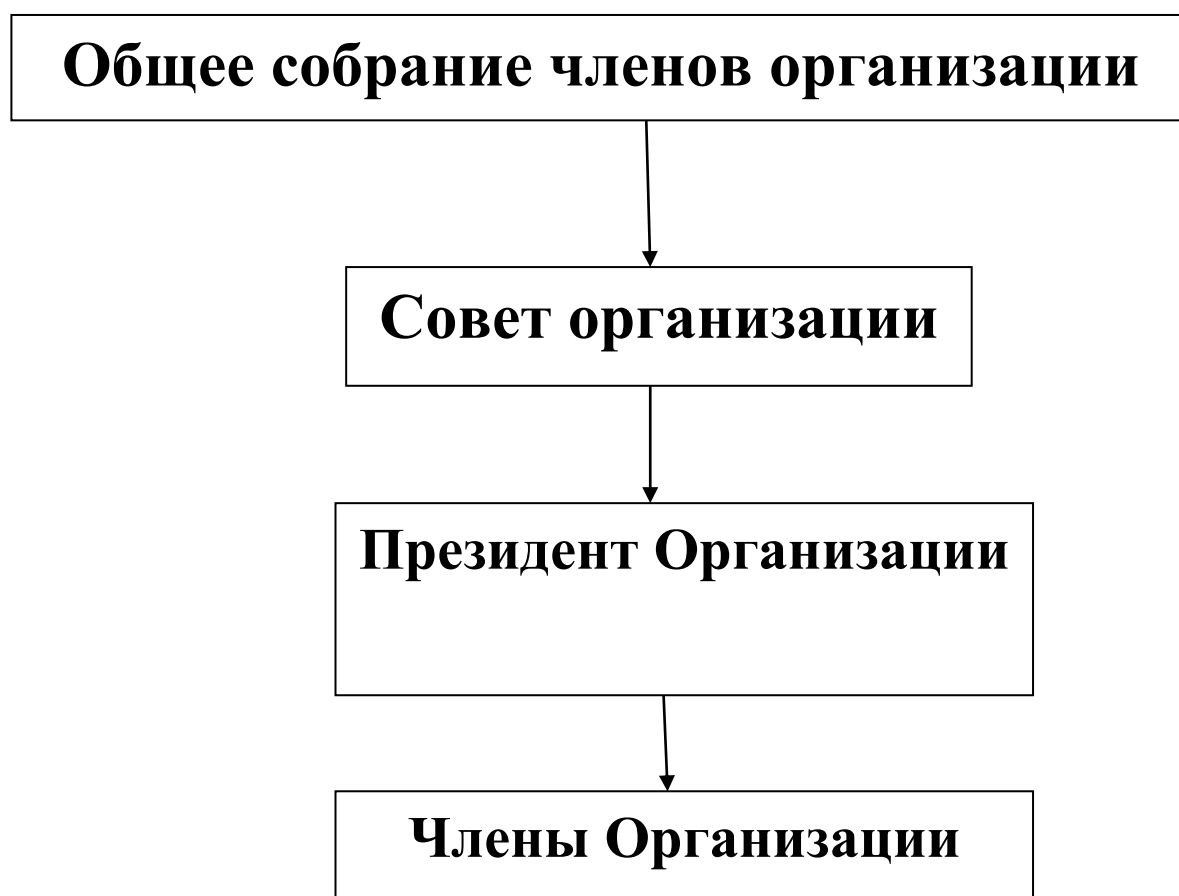 Общее собрание членов организации
Совет организации
Президент Организации
Члены Организации